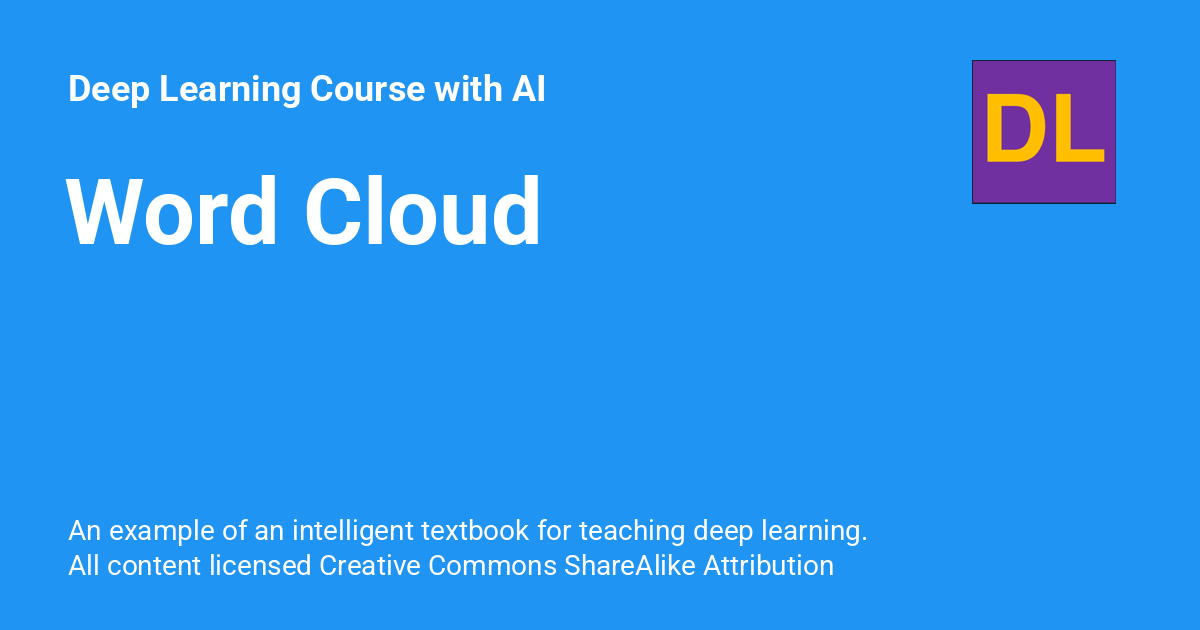 Deep Learning Course with AI
DL
Word Cloud
An example of an intelligent textbook for teaching deep learning.
All content licensed Creative Commons ShareAlike Attribution